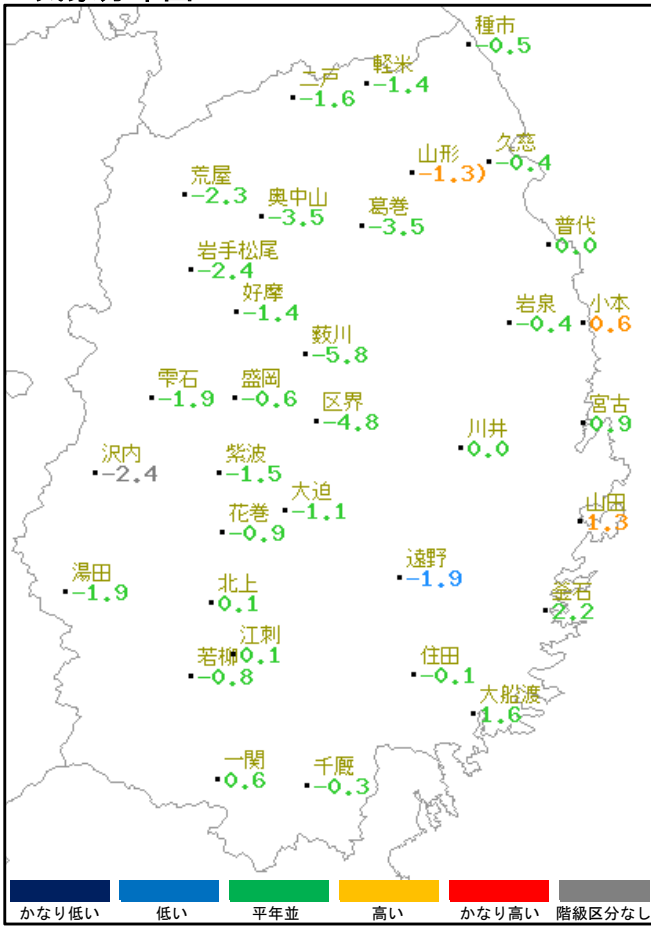 種市
-0.5
軽米
-1.4
二戸
-1.6
久慈
-0.4
山形
-1.3)
荒屋
-2.3
奥中山
-3.5
葛巻
-3.5
普代
0.0
岩手松尾
-2.4
好摩
-1.4
岩泉
-0.4
小本
0.6
薮川
-5.8
雫石
-1.9
盛岡
-0.6
区界
-4.8
宮古
0.9
川井
0.0
沢内
-2.4
紫波
-1.5
大迫
-1.1
山田
1.3
花巻
-0.9
遠野
-1.9
湯田
-1.9
北上
0.1
釜石
2.2
江刺
0.1
若柳
-0.8
住田
-0.1
大船渡
1.6
一関
0.6
千厩
-0.3
かなり低い 低い 平年並 高い かなり高い 階級区分なし